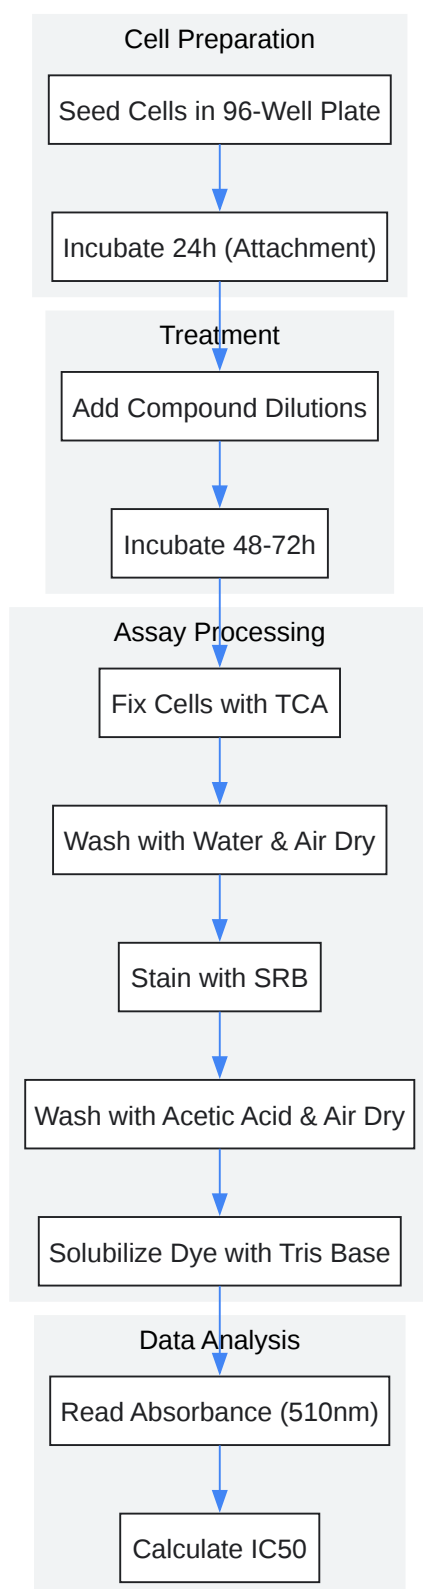 Cell Preparation
Seed Cells in 96-Well Plate
Incubate 24h (Attachment)
Treatment
Add Compound Dilutions
Incubate 48-72h
Assay Processing
Fix Cells with TCA
Wash with Water & Air Dry
Stain with SRB
Wash with Acetic Acid & Air Dry
Solubilize Dye with Tris Base
Data Analysis
Read Absorbance (510nm)
Calculate IC50